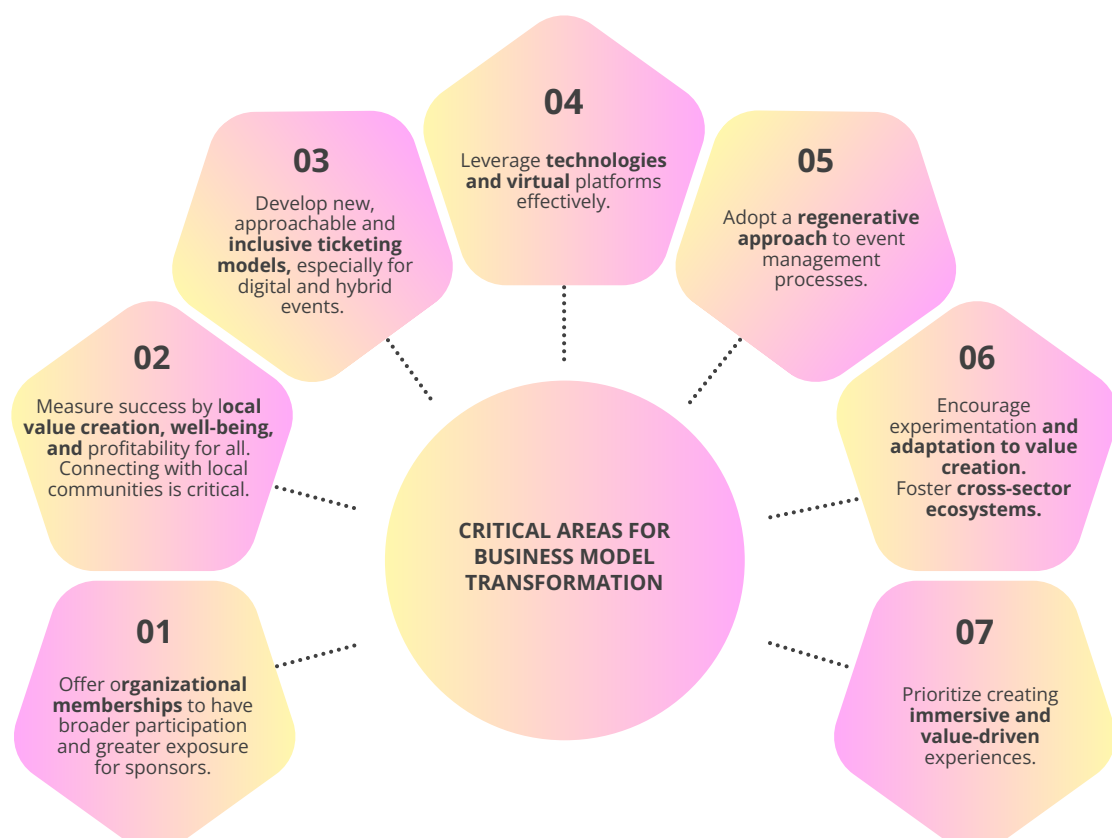 01
Offer organizational
memberships to have
broader participation
and greater exposure
for sponsors.
02
Measure success by local
value creation, well-being,
and profitability for all.
Connecting with local
communities is critical.
03
Develop new,
approachable and
inclusive ticketing
models, especially for
digital and hybrid
events.
04
Leverage technologies
and virtual platforms
effectively.
05
Adopt a regenerative
approach to event
management
processes.
06
Encourage
experimentation and
adaptation to value
creation.
Foster cross-sector
ecosystems.
07
Prioritize creating
immersive and
value-driven
experiences.
CRITICAL AREAS FOR
BUSINESS MODEL
TRANSFORMATION